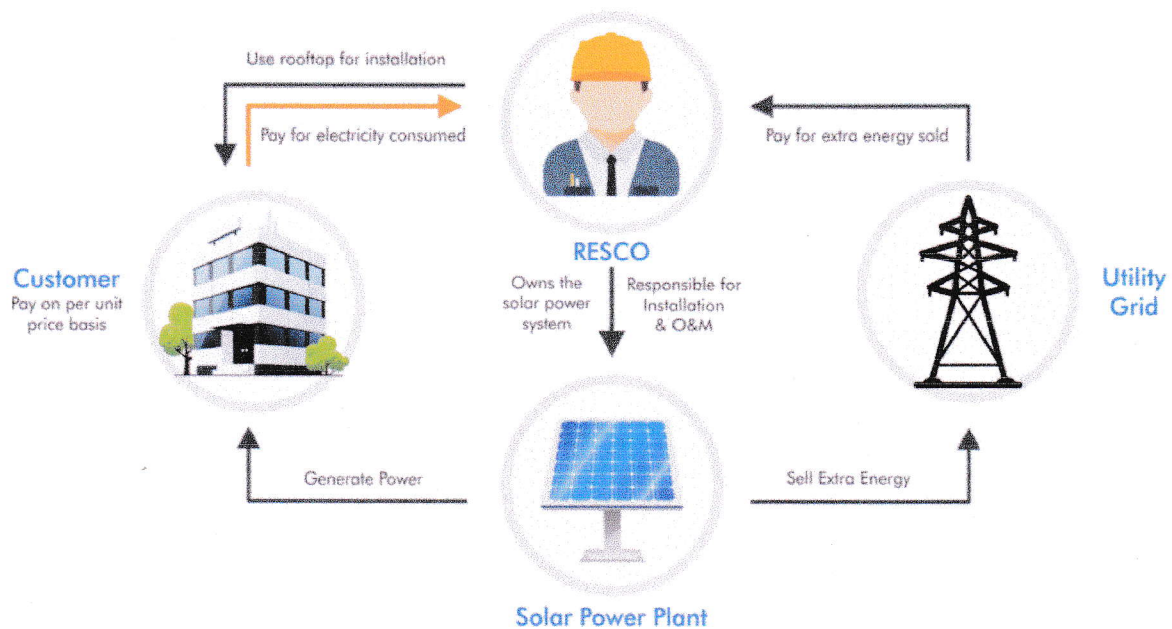 Use rooftop for installation
Pay for electricity consumed
Pay for extra energy sold
RESCO
Customer
Pay on per unit
price basis
Owns the
solar power
system
Responsible for
Installation
& O&M
Utility
Grid
Generate Power
Sell Extra Energy
Solar Power Plant